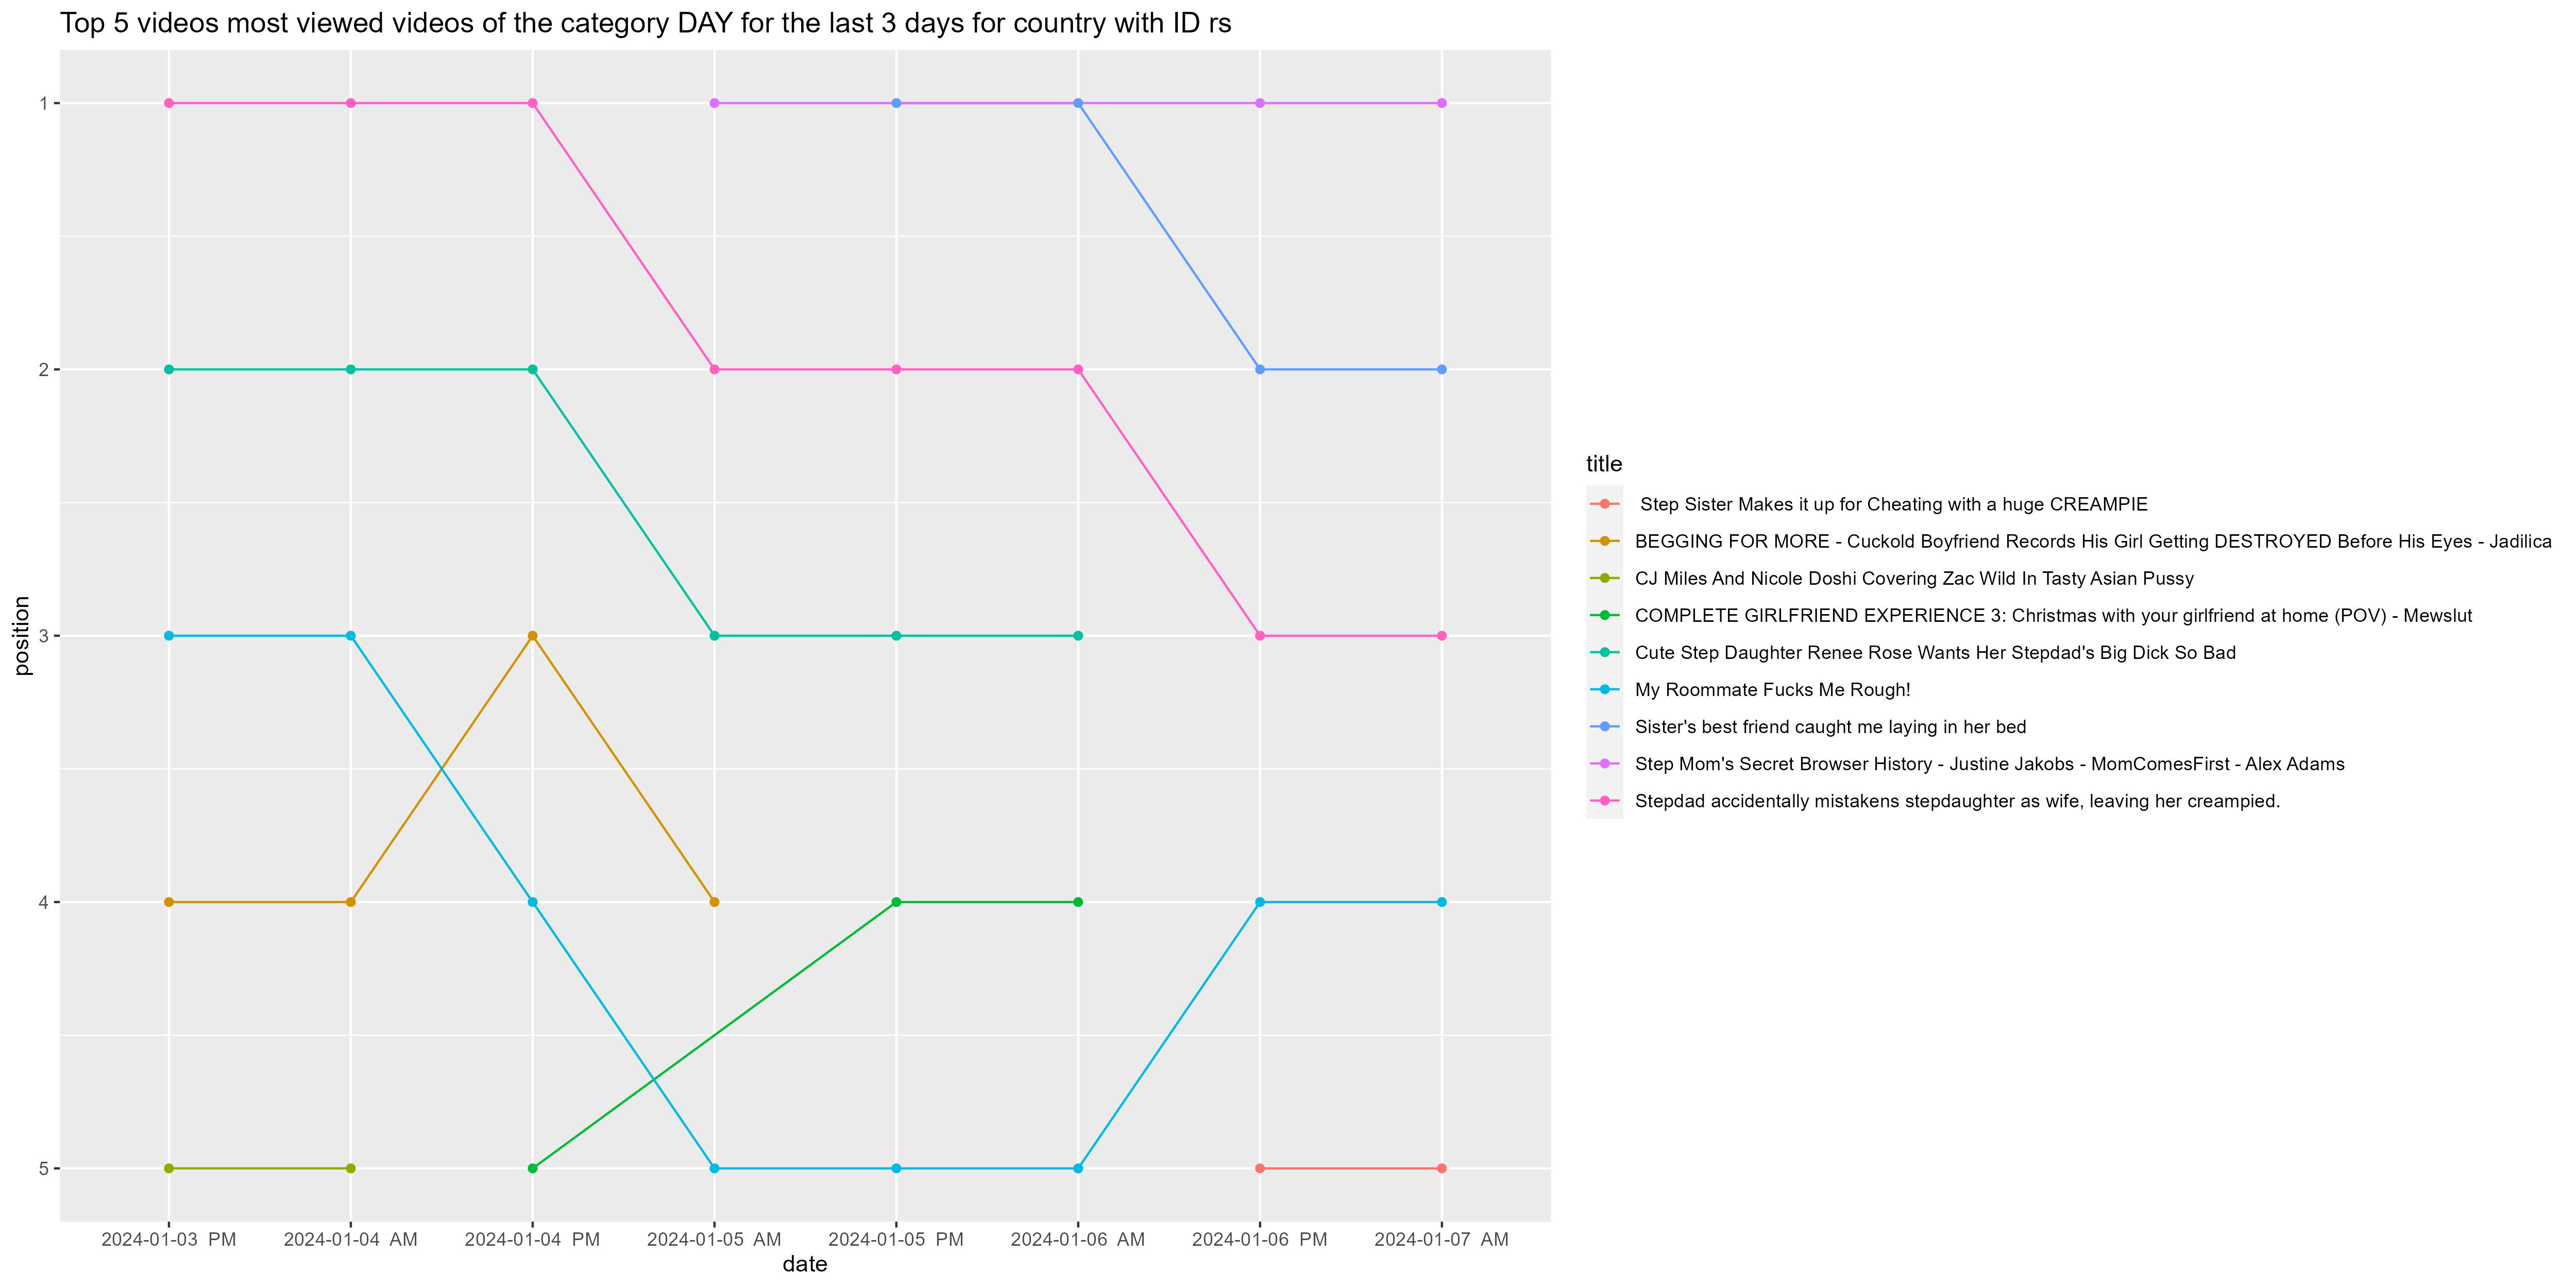 Top 5 videos most viewed videos of the category DAY for the last 3 days for country with ID rs
1
2
3
4
5
position
2024-01-03  PM
2024-01-04  AM
2024-01-04  PM
2024-01-05  AM
2024-01-05  PM
2024-01-06  AM
2024-01-06  PM
2024-01-07  AM
date
title
Step Sister Makes it up for Cheating with a huge CREAMPIE
BEGGING FOR MORE - Cuckold Boyfriend Records His Girl Getting DESTROYED Before His Eyes - Jadilica
CJ Miles And Nicole Doshi Covering Zac Wild In Tasty Asian Pussy
COMPLETE GIRLFRIEND EXPERIENCE 3: Christmas with your girlfriend at home (POV) - Mewslut
Cute Step Daughter Renee Rose Wants Her Stepdad's Big Dick So Bad
My Roommate Fucks Me Rough!
Sister's best friend caught me laying in her bed
Step Mom's Secret Browser History - Justine Jakobs - MomComesFirst - Alex Adams
Stepdad accidentally mistakens stepdaughter as wife, leaving her creampied.